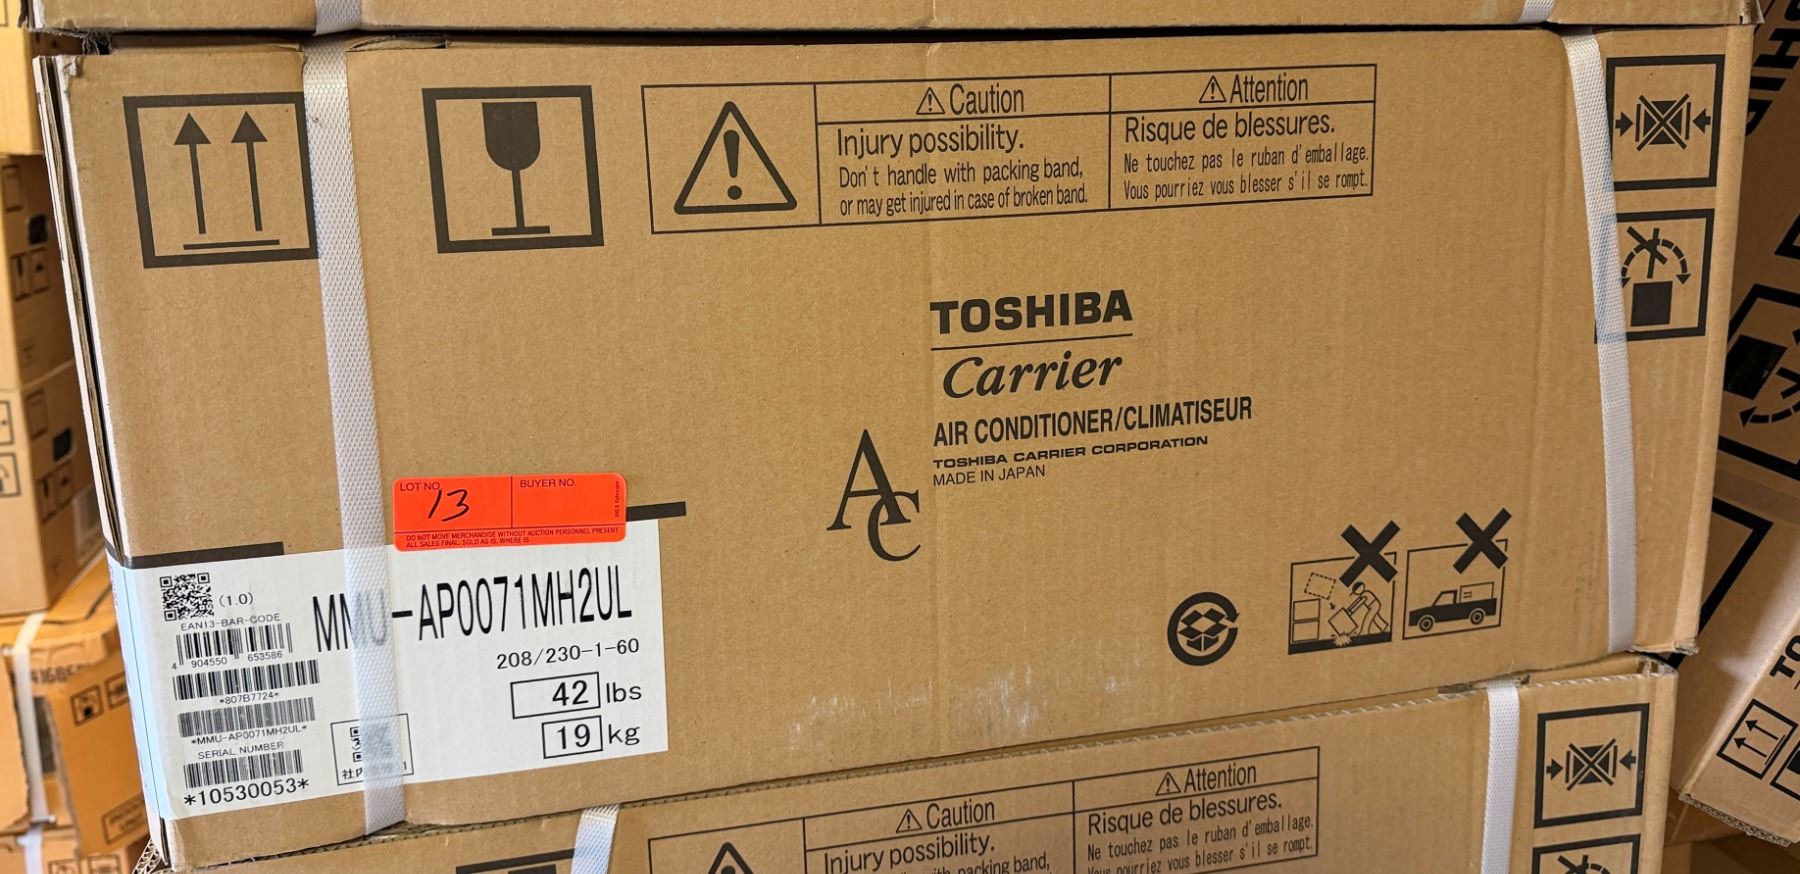 Caution
Injury possibility.
Don't handle with packing band,
or may get injured in case of broken band.
Attention
Risque de blessures.
Ne touchez pas le ruban d'emballage.
Vous pourriez vous blesser s'il se rompt.
TOSHIBA
Carrier
AIR CONDITIONER/CLIMATISEUR
TOSHIBA CARRIER CORPORATION
MADE IN JAPAN
AC
LOT NO.
13
BUYER NO.
DO NOT MOVE MERCHANDISE WITHOUT AUCTION PERSONNEL PRESENT
ALL SALES FINAL. SOLD AS IS. WHERE IS
(1.0)
EAN13-BAR-CODE
4 904550 653586
*807B7724*
*MMU-AP0071MH2UL*
SERIAL NUMBER
*10530053*
MMU-AP0071MH2UL
208/230-1-60
42 lbs
19 kg
Caution
Injury possibility.
packing band,
Attention
Risque de blessures.
Ne touchez pas le ruban d'emballage.
Vous pourriez vous blesser s'il se rompt.